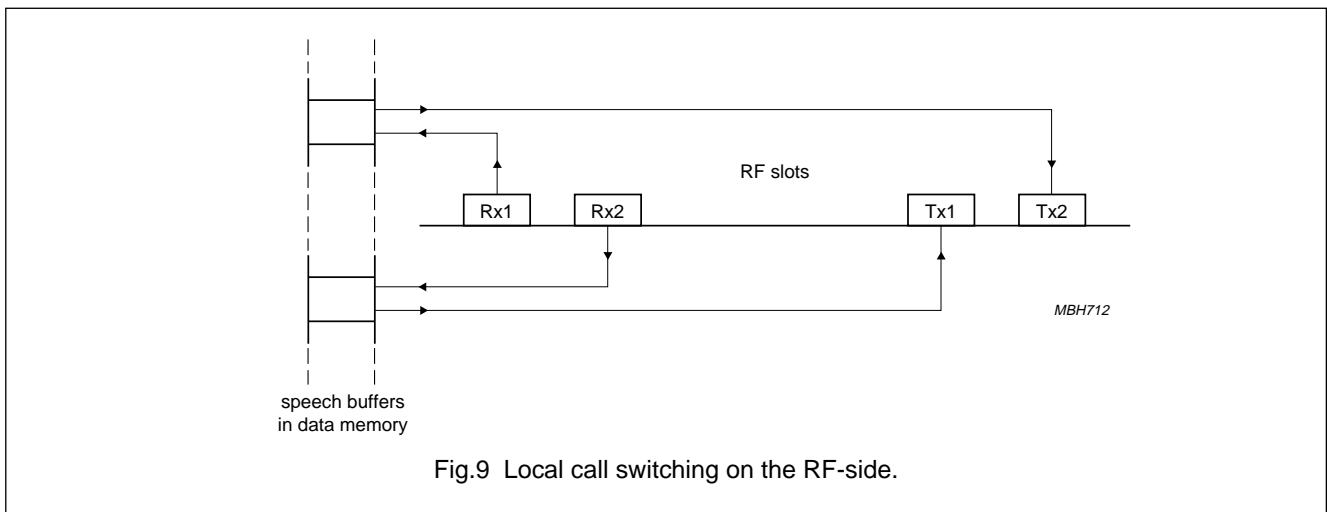 RF slots
Rx1 Rx2 Tx1 Tx2
MBH712
speech buffers
in data memory
Fig.9 Local call switching on the RF-side.